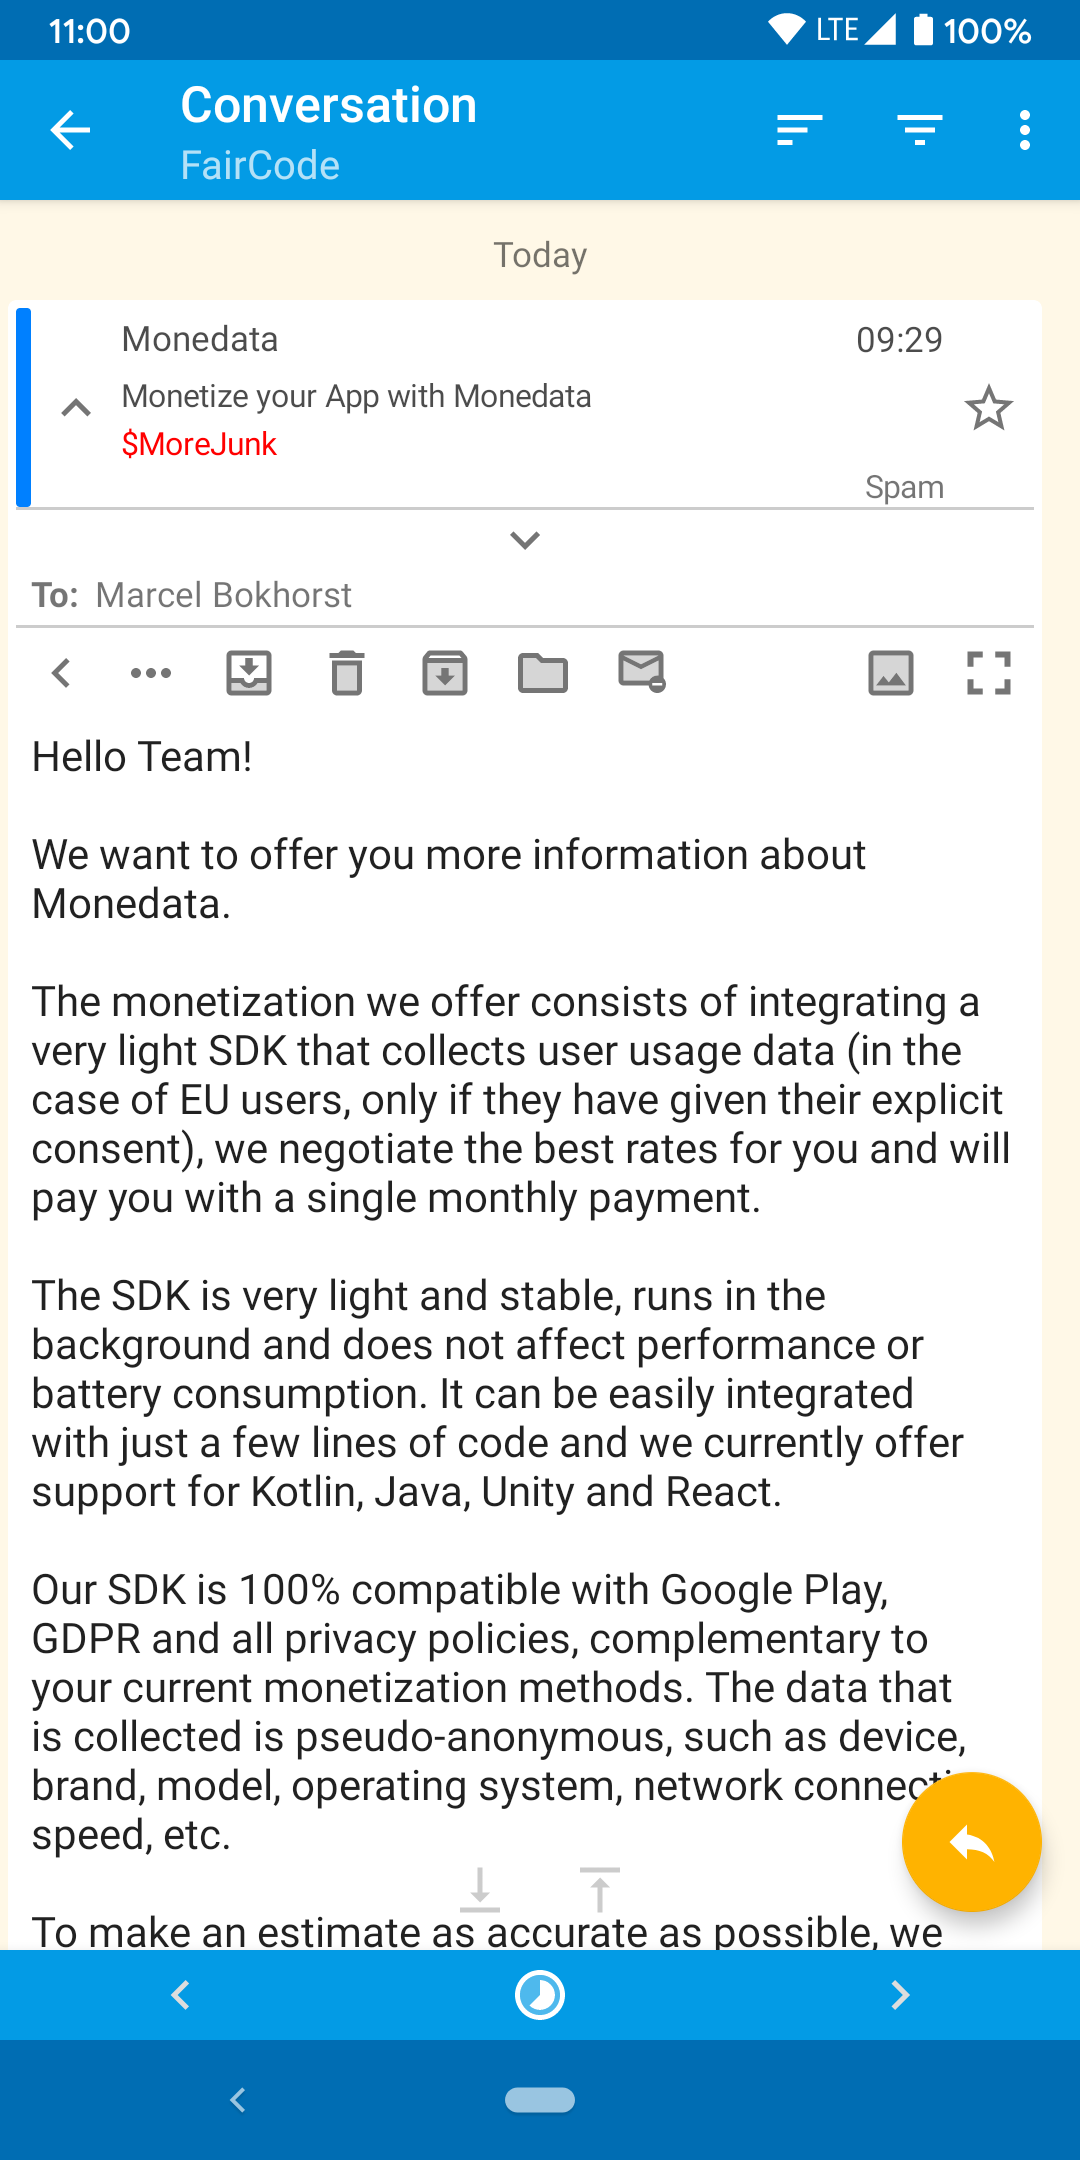 11:00
LTE
100%
Conversation
FairCode
Today
Monedata
09:29
Monetize your App with Monedata
$MoreJunk
Spam
To: Marcel Bokhorst
Hello Team!
We want to offer you more information about
Monedata.
The monetization we offer consists of integrating a
very light SDK that collects user usage data (in the
case of EU users, only if they have given their explicit
consent), we negotiate the best rates for you and will
pay you with a single monthly payment.
The SDK is very light and stable, runs in the
background and does not affect performance or
battery consumption. It can be easily integrated
with just a few lines of code and we currently offer
support for Kotlin, Java, Unity and React.
Our SDK is 100% compatible with Google Play,
GDPR and all privacy policies, complementary to
your current monetization methods. The data that
is collected is pseudo-anonymous, such as device,
brand, model, operating system, network
speed, etc.
To make an estimate as accurate as possible, we